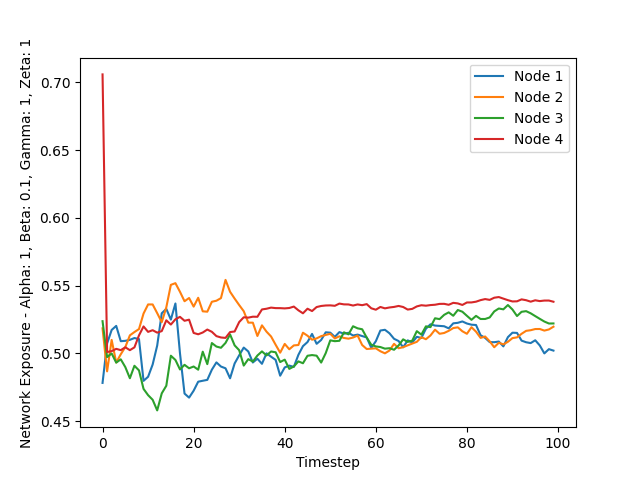 Network Exposure - Alpha: 1, Beta: 0.1, Gamma: 1, Zeta: 1
0.70
0.65
0.60
0.55
0.50
0.45
Node 1
Node 2
Node 3
Node 4
0 20 40 60 80 100
Timestep